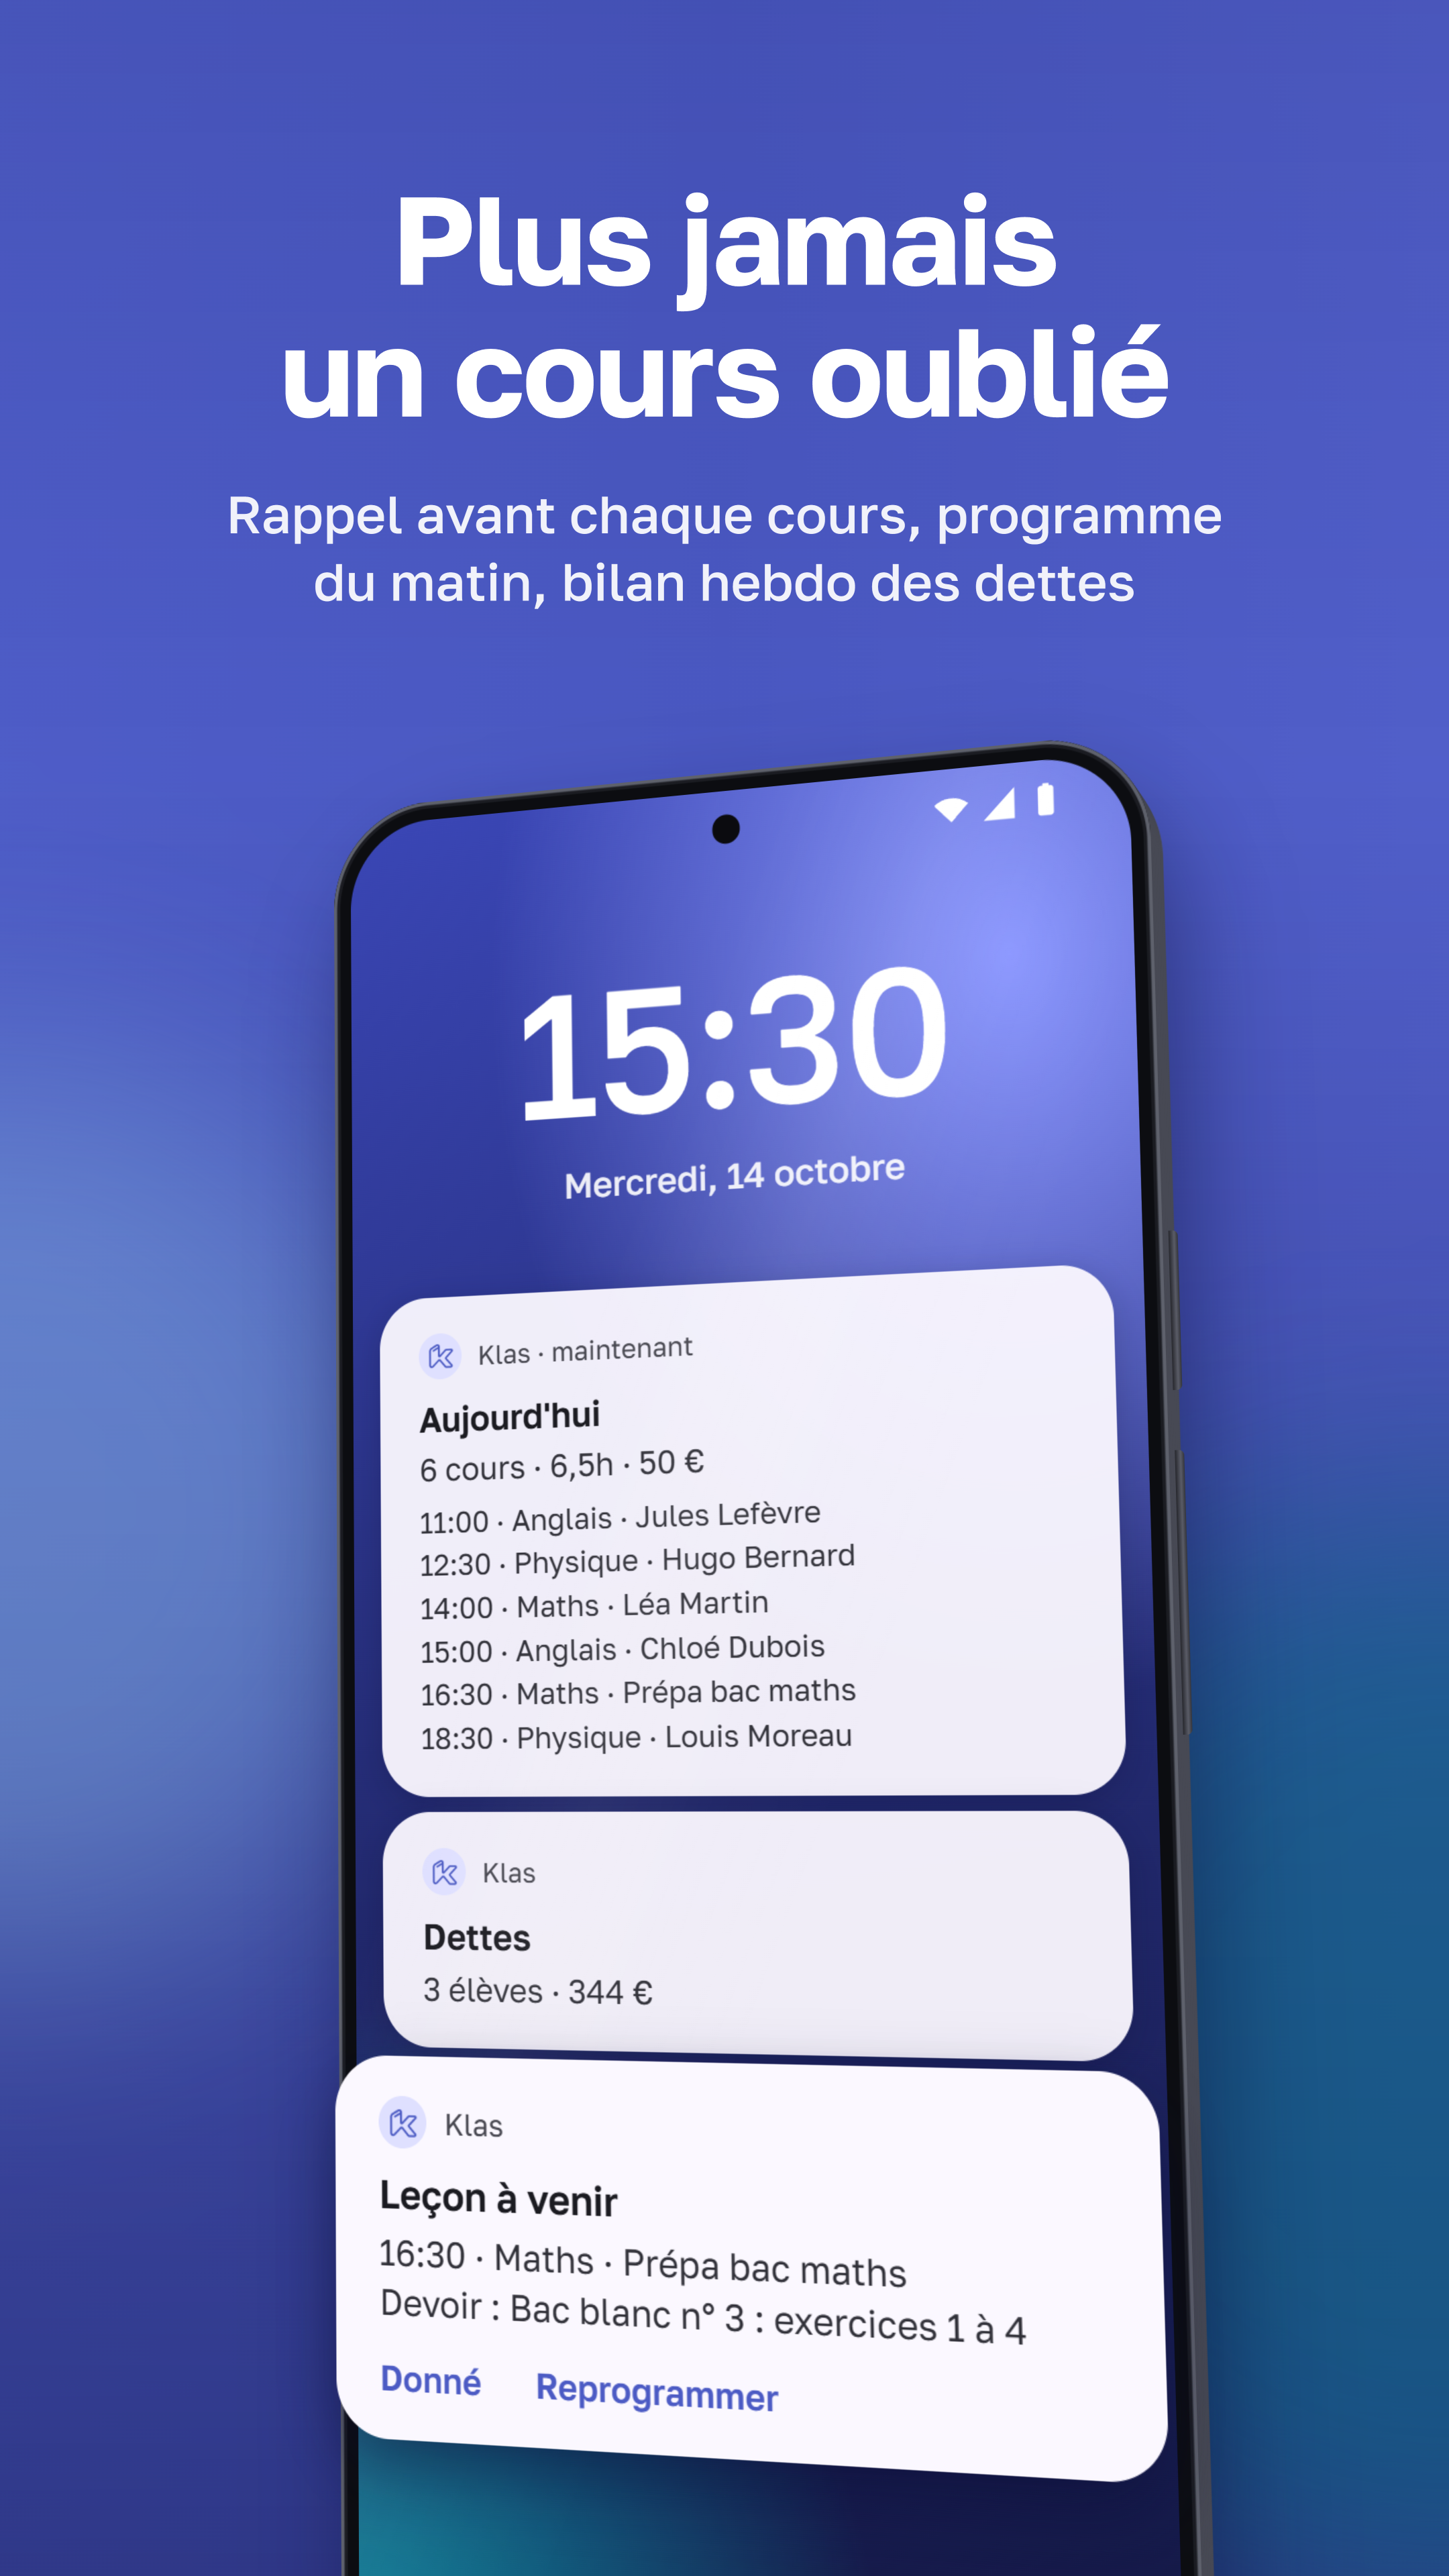 Plus jamais
un cours oublié
Rappel avant chaque cours, programme
du matin, bilan hebdo des dettes
15:30
Mercredi, 14 octobre
Klas · maintenant
Aujourd'hui
6 cours · 6,5h · 50 €
11:00 · Anglais · Jules Lefèvre
12:30 · Physique · Hugo Bernard
14:00 · Maths · Léa Martin
15:00 · Anglais · Chloé Dubois
16:30 · Maths · Prépa bac maths
18:30 · Physique · Louis Moreau
Klas
Dettes
3 élèves · 344 €
Klas
Leçon à venir
16:30 · Maths · Prépa bac maths
Devoir : Bac blanc n° 3 : exercices 1 à 4
Donné Reprogrammer